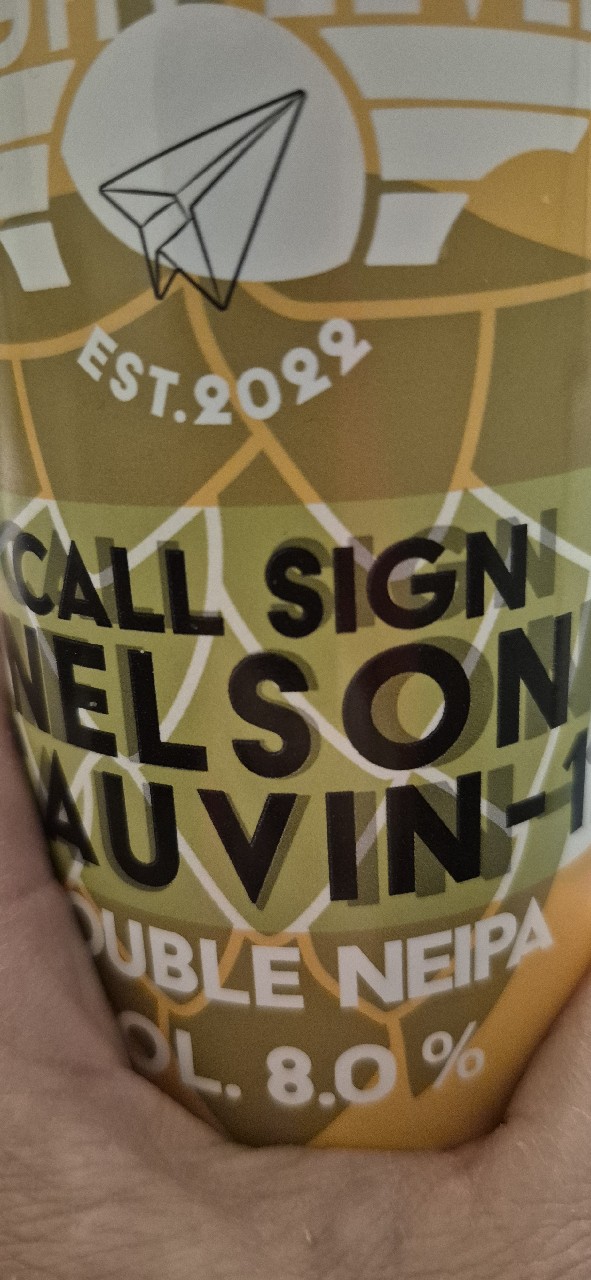 EST.2022
CALL SIGN
NELSON
AUVIN-1
OUBLE NEIPA
OL. 8.0 %